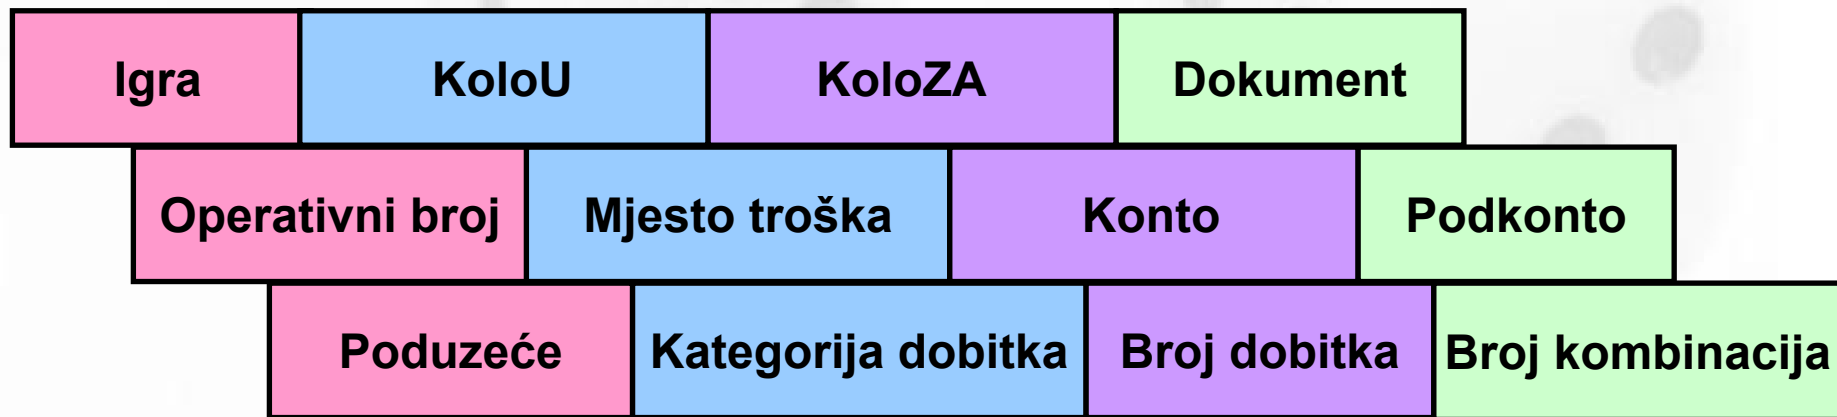 Igra KoloU KoloZA Dokument
Operativni broj Mjesto troška Konto Podkonto
Poduzeće Kategorija dobitka Broj dobitka Broj kombinacija